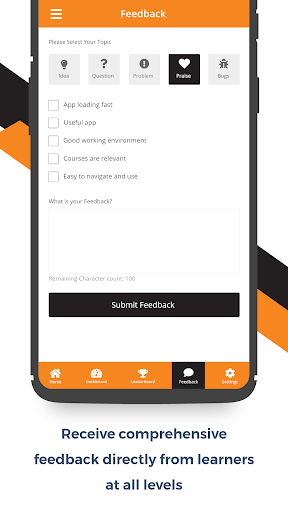 Feedback
Please Select Your Topic
Idea
Question
Problem
Praise
Bugs
App loading fast
Useful app
Good working environment
Courses are relevant
Easy to navigate and use
What is your Feedback?
Remaining Character count: 100
Submit Feedback
Home
Dashboard
Leaderboard
Feedback
Settings
Receive comprehensive
feedback directly from learners
at all levels